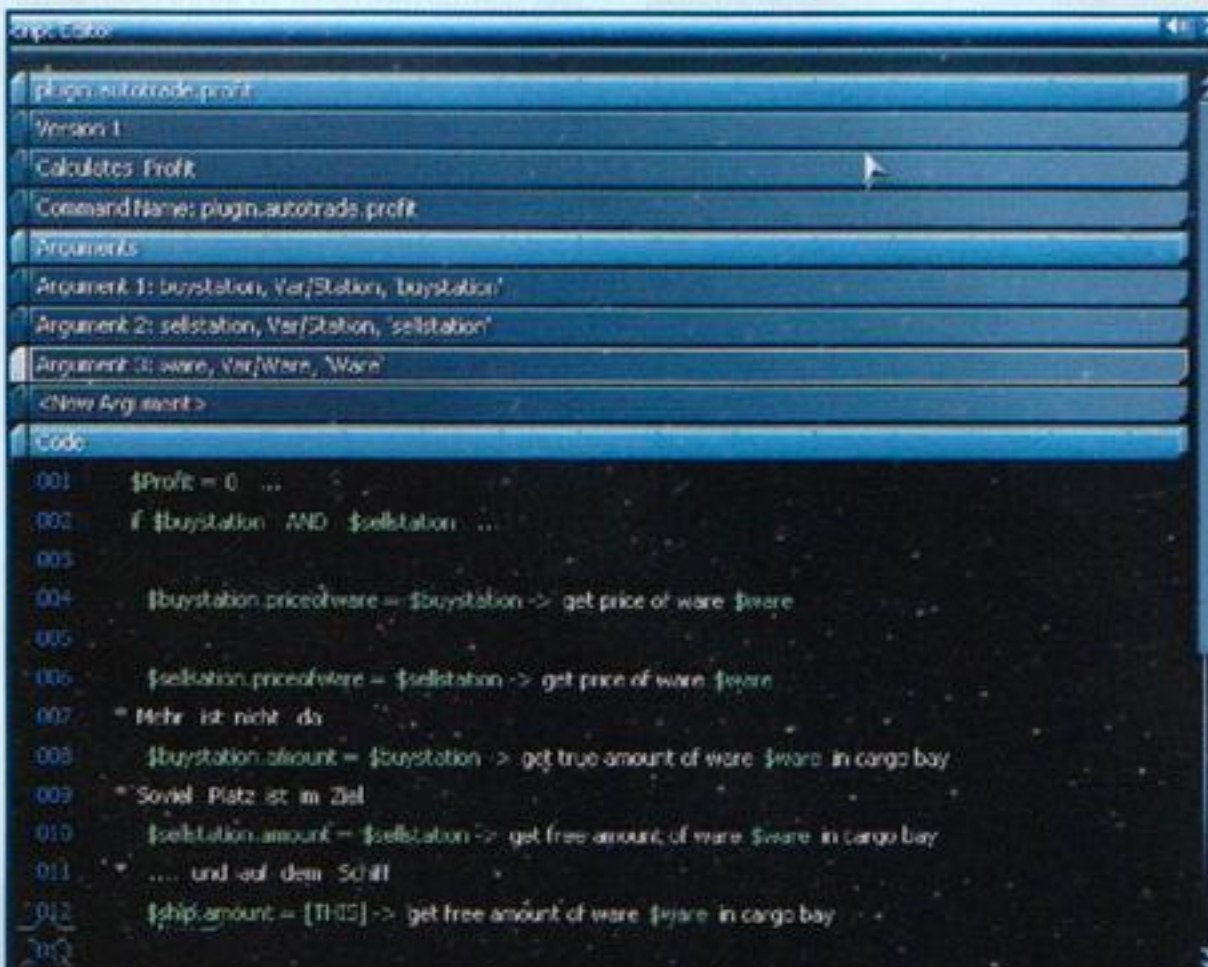 cript Editor
plugin.autotrade.profit
Version 1
Calculates Profit
Command Name: plugin.autotrade.profit
Arguments
Argument 1: buystation, Var/Station, 'buystation'
Argument 2: sellstation, Var/Station, 'sellstation'
Argument 3: ware, Var/Ware, 'Ware'
<New Argument>
Code
001 $Profit = 0 ...
002 if $buystation AND $sellstation ...
003
004 $buystation.priceofware = $buystation -> get price of ware $ware
005
006 $sellsation.priceofware = $sellstation -> get price of ware $ware
007 * Mehr ist nicht da
008 $buystation.amount = $buystation -> get true amount of ware $ware in cargo bay
009 * Soviel Platz ist im Ziel
010 $sellstation.amount = $sellstation -> get free amount of ware $ware in cargo bay
011 * .... und auf dem Schiff
012 $ship.amount = [THIS] -> get free amount of ware $ware in cargo bay
013